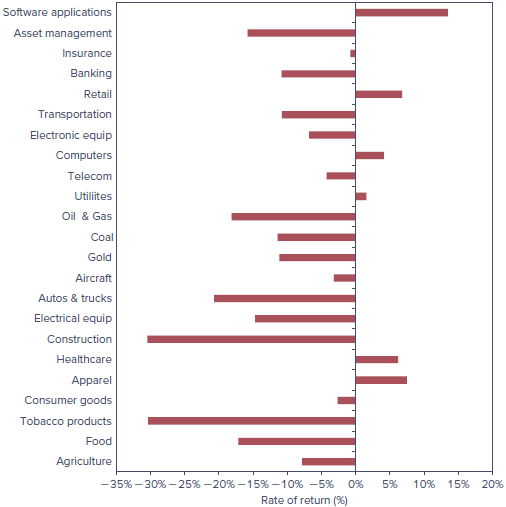 Software applications
Asset management
Insurance
Banking
Retail
Transportation
Electronic equip
Computers
Telecom
Utiliites
Oil & Gas
Coal
Gold
Aircraft
Autos & trucks
Electrical equip
Construction
Healthcare
Apparel
Consumer goods
Tobacco products
Food
Agriculture
−35% −30% −25% −20% −15% −10% −5% 0% 5% 10% 15% 20%
Rate of return (%)